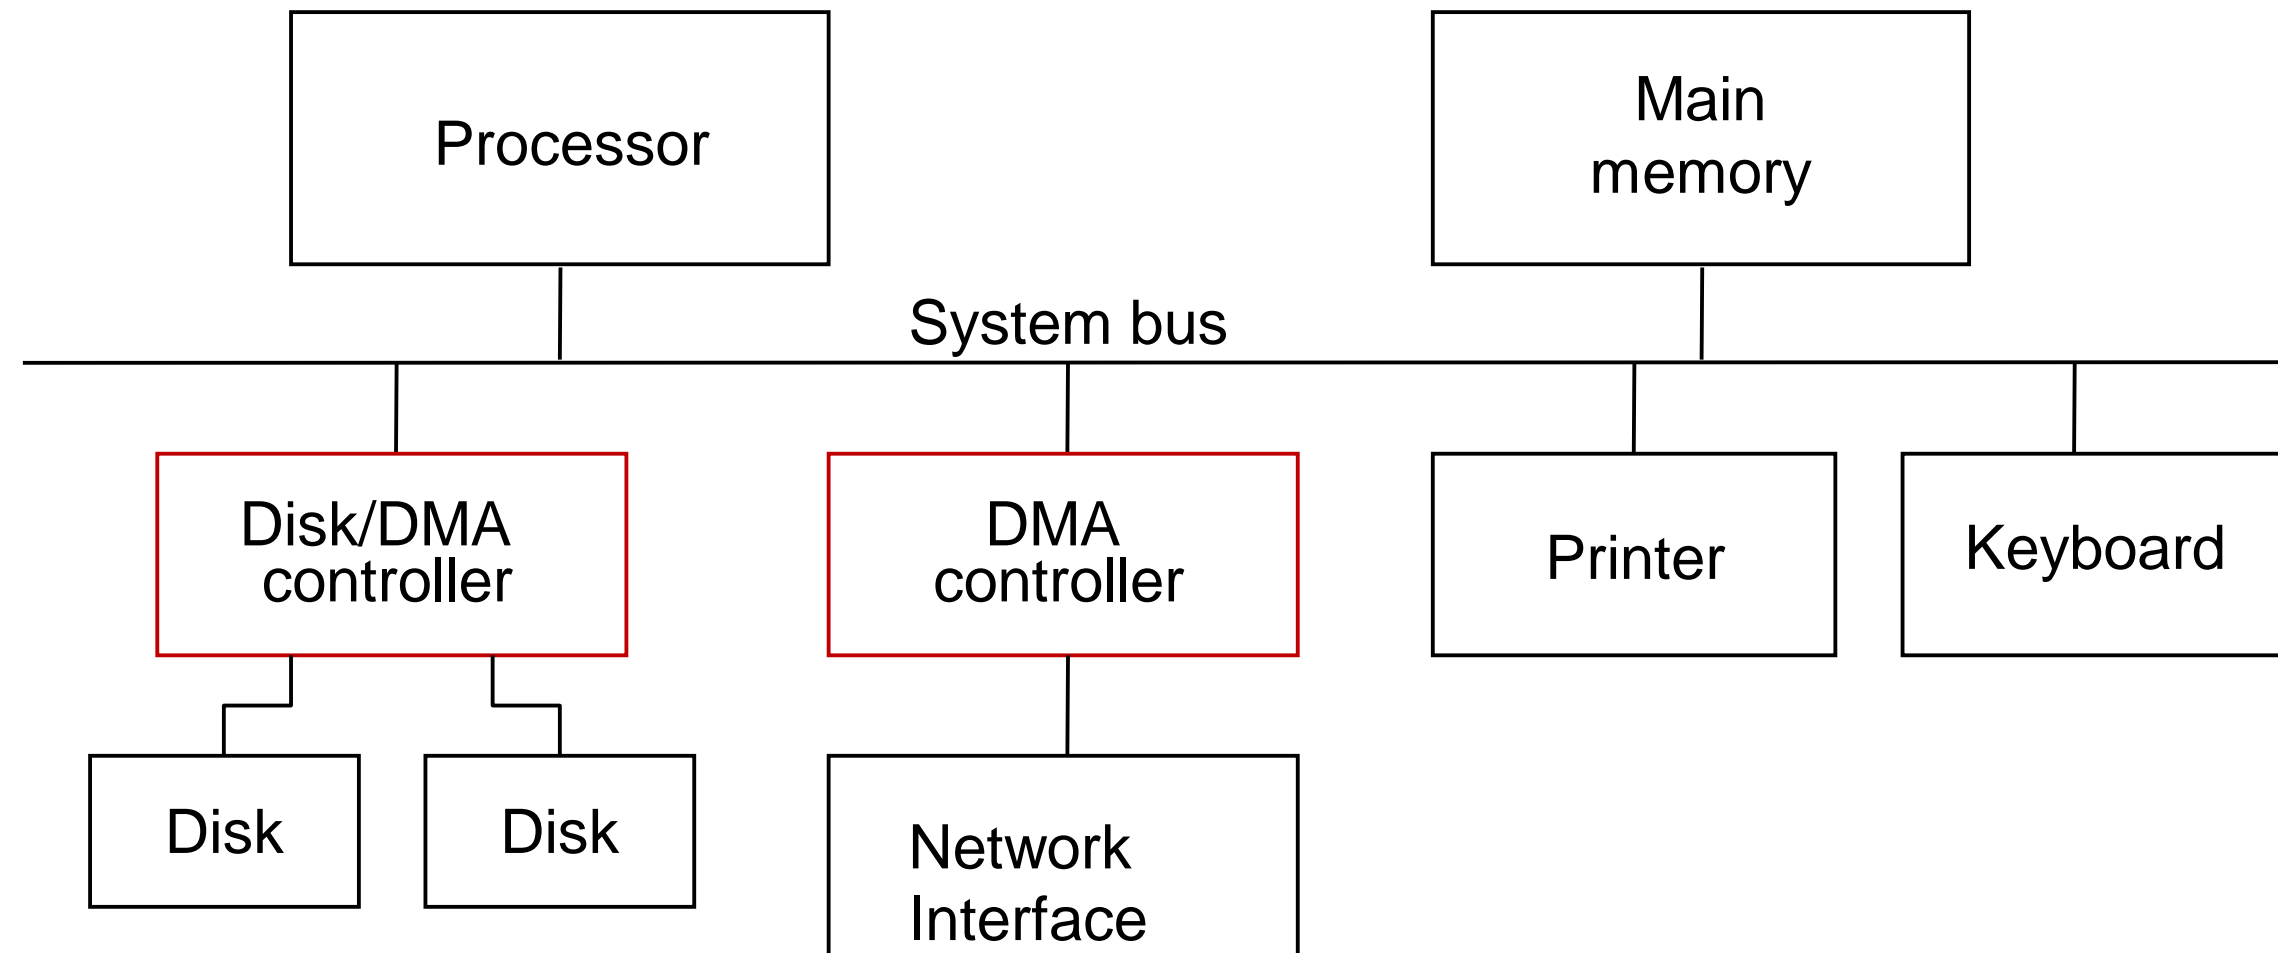 Processor
Main
memory
System bus
Disk/DMA
controller
DMA
controller
Printer
Keyboard
Disk
Disk
Network
Interface